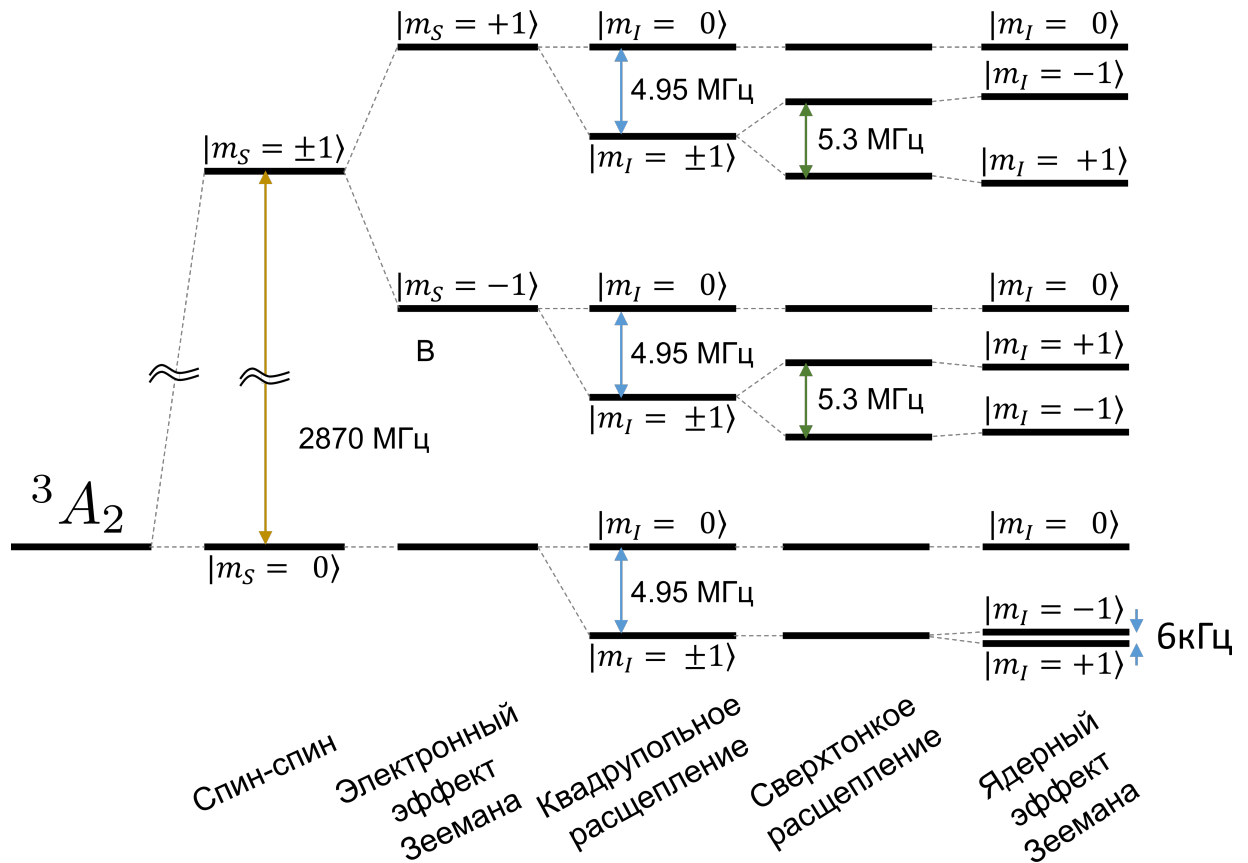 |m_S = +1⟩
|m_I = 0⟩
|m_I = 0⟩
|m_I = −1⟩
4.95 МГц
5.3 МГц
|m_S = ±1⟩
|m_I = ±1⟩
|m_I = +1⟩
|m_S = −1⟩
|m_I = 0⟩
|m_I = 0⟩
В
4.95 МГц
|m_I = +1⟩
5.3 МГц
|m_I = ±1⟩
|m_I = −1⟩
2870 МГц
³A₂
|m_I = 0⟩
|m_I = 0⟩
|m_S = 0⟩
4.95 МГц
|m_I = −1⟩
6кГц
|m_I = ±1⟩
|m_I = +1⟩
Спин-спин
Электронный
эффект
Зеемана
Квадрупольное
расщепление
Сверхтонкое
расщепление
Ядерный
эффект
Зеемана